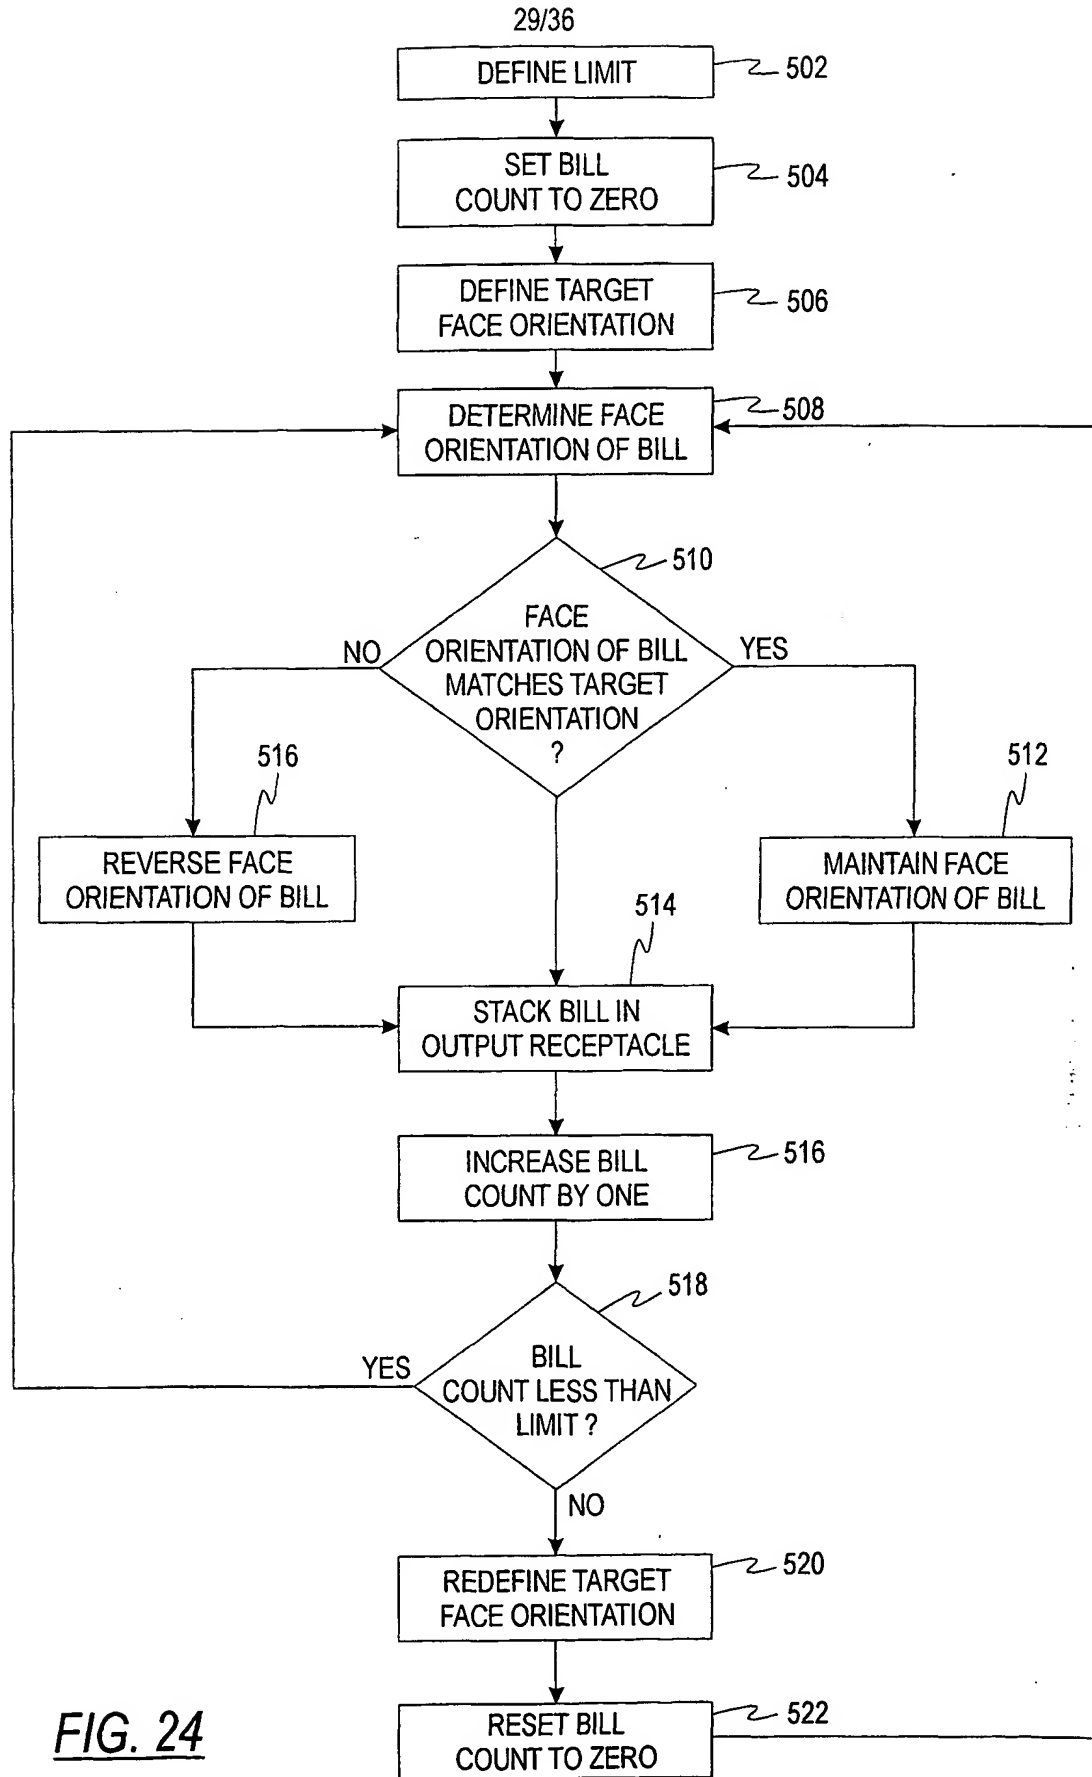 29/36
DEFINE LIMIT
502
SET BILL
COUNT TO ZERO
504
DEFINE TARGET
FACE ORIENTATION
506
DETERMINE FACE
ORIENTATION OF BILL
508
510
FACE
ORIENTATION OF BILL
MATCHES TARGET
ORIENTATION
?
NO
YES
516
REVERSE FACE
ORIENTATION OF BILL
512
MAINTAIN FACE
ORIENTATION OF BILL
514
STACK BILL IN
OUTPUT RECEPTACLE
INCREASE BILL
COUNT BY ONE
516
518
BILL
COUNT LESS THAN
LIMIT ?
YES
NO
REDEFINE TARGET
FACE ORIENTATION
520
RESET BILL
COUNT TO ZERO
522
FIG. 24